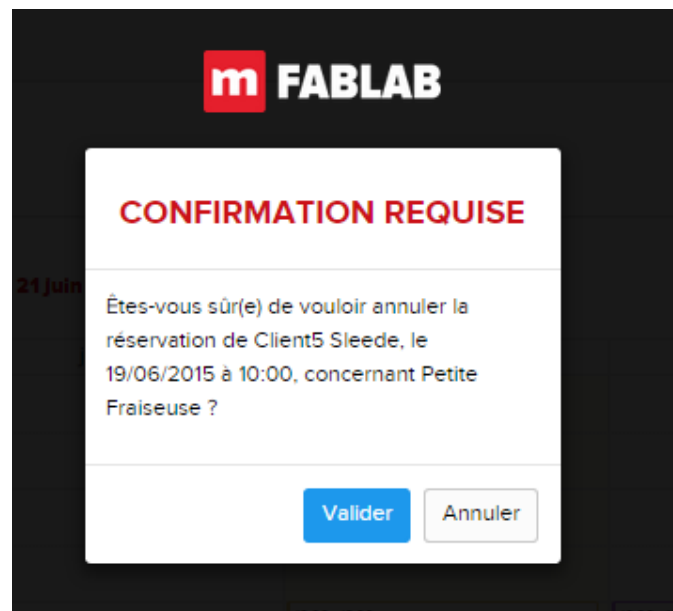 m FABLAB
CONFIRMATION REQUISE
21 Juin
Êtes-vous sûr(e) de vouloir annuler la
réservation de Client5 Sleede, le
19/06/2015 à 10:00, concernant Petite
Fraiseuse ?
Valider Annuler